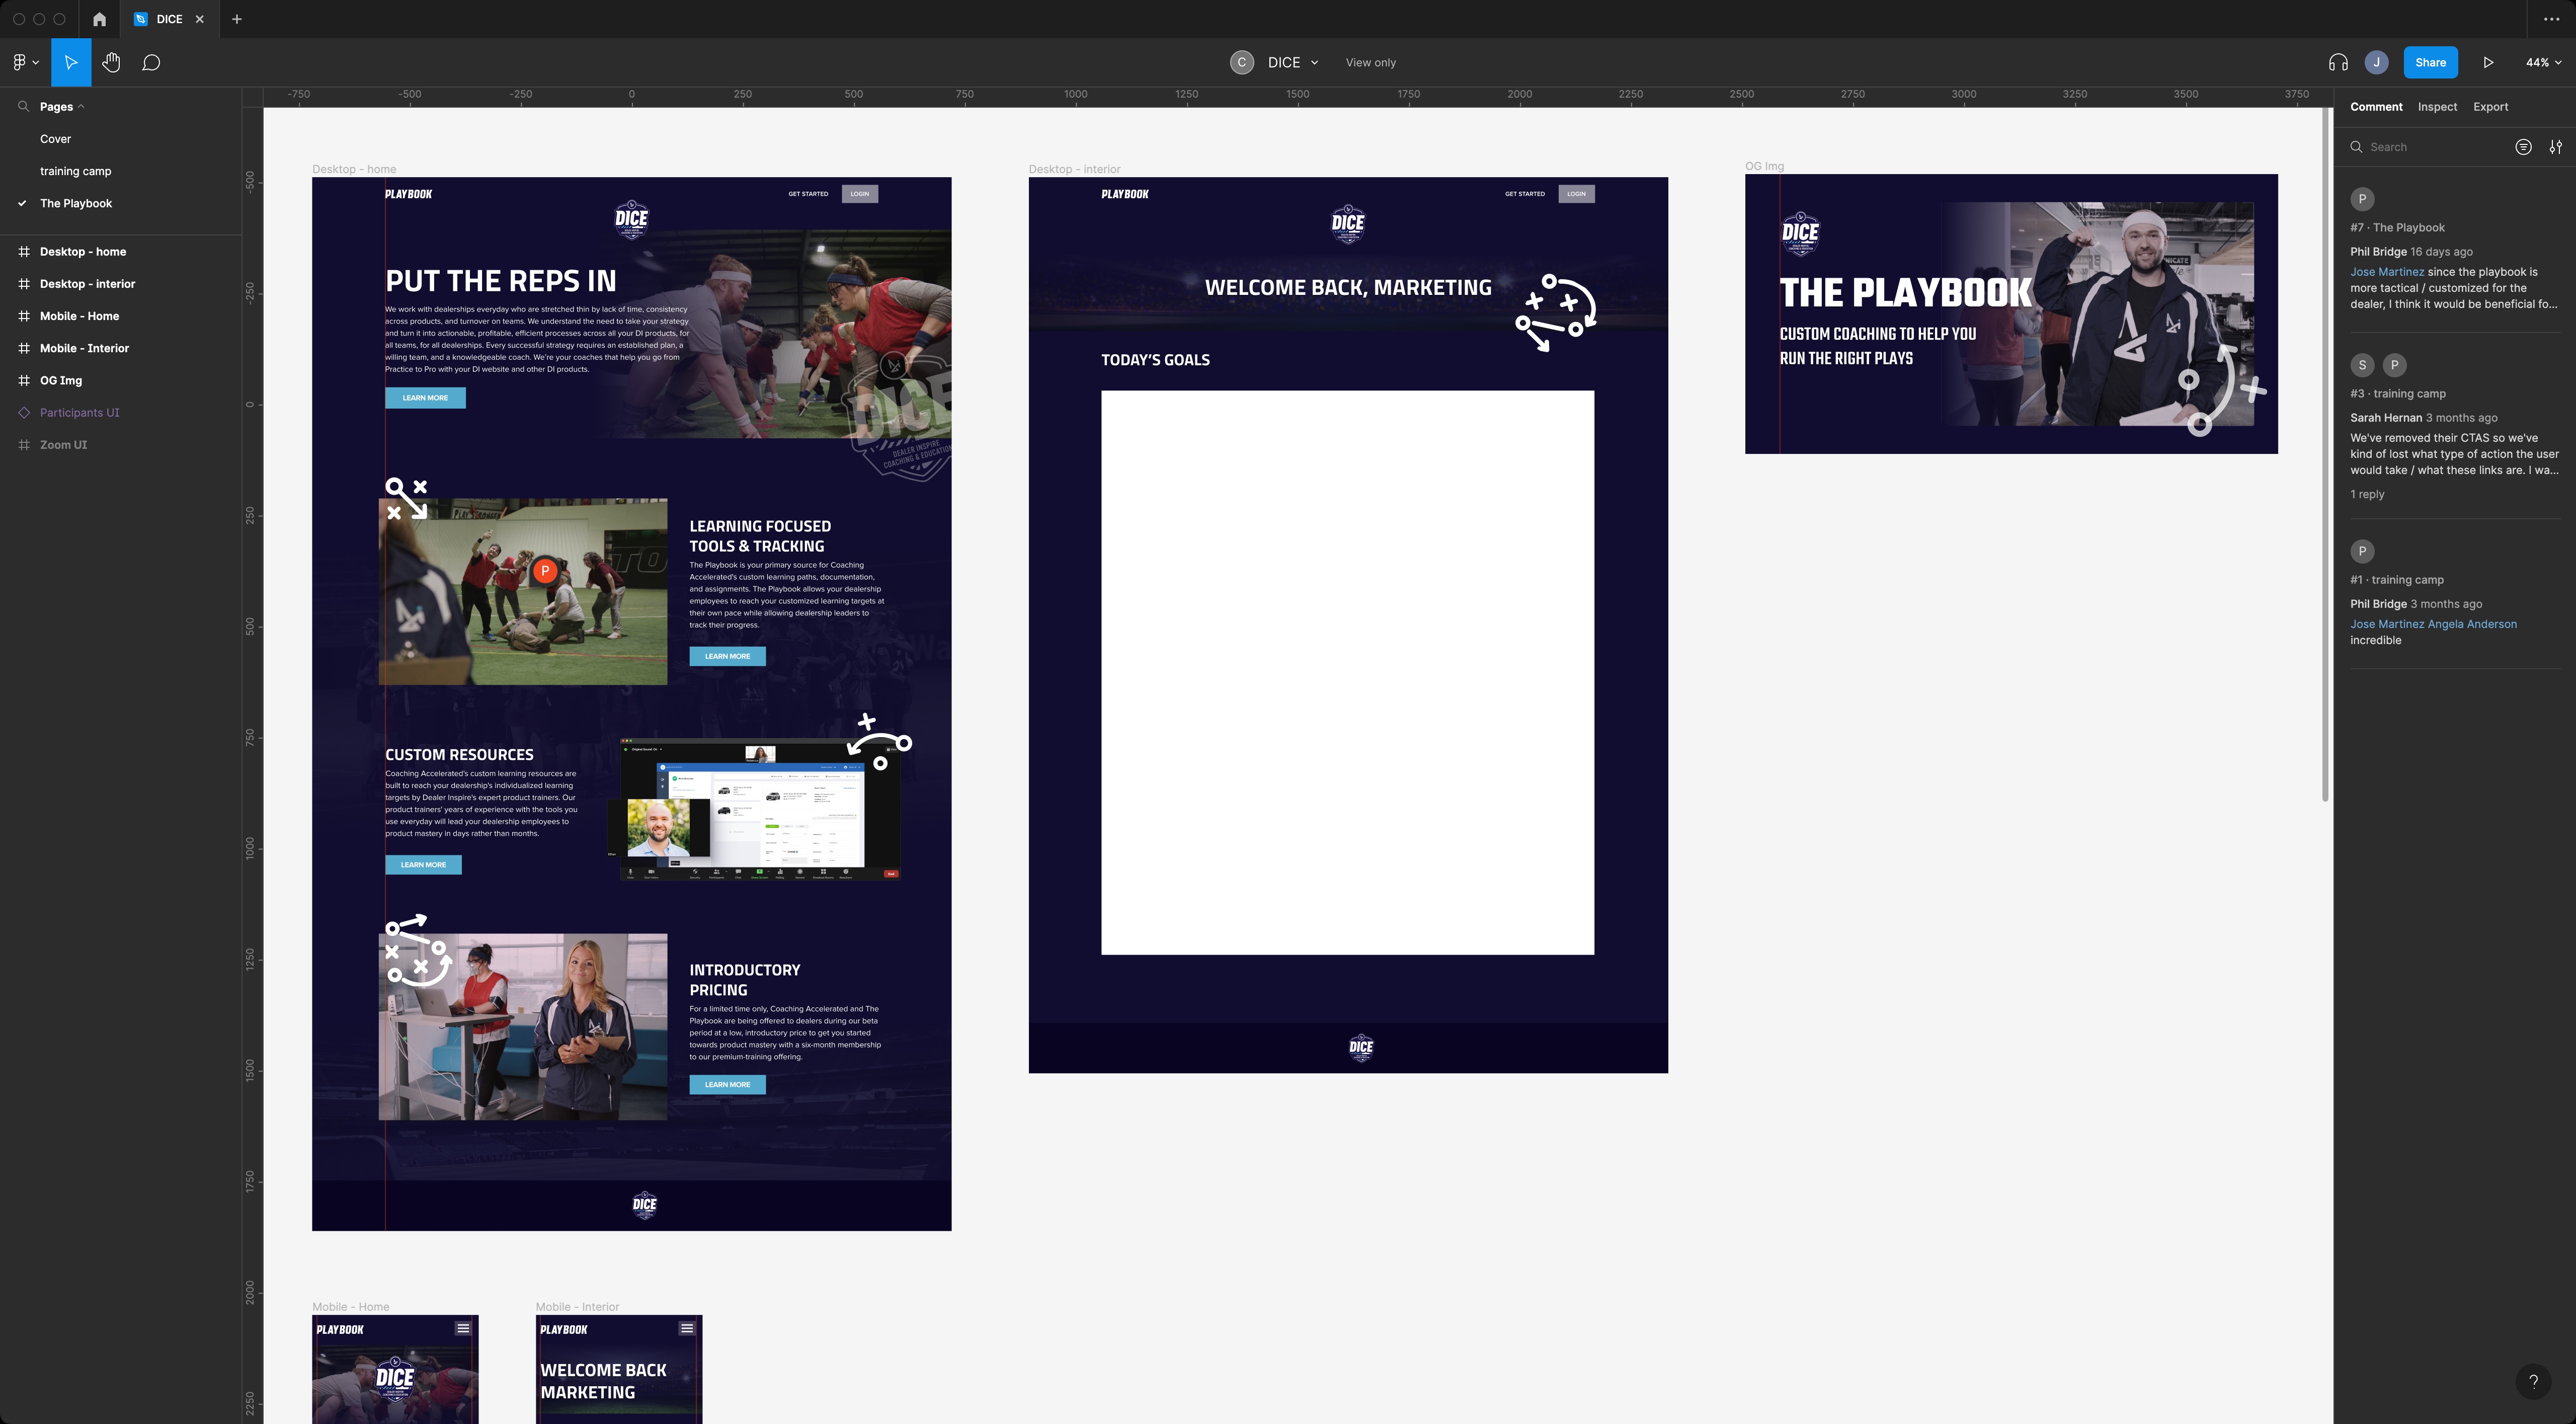 DICE
C
DICE
View only
J
Share
44%
Pages
Cover
training camp
The Playbook
Desktop - home
Desktop - interior
Mobile - Home
Mobile - Interior
OG Img
Participants UI
Zoom UI
-750
-500
-250
0
250
500
750
1000
1250
1500
1750
2000
2250
2500
2750
3000
3250
3500
3750
-500
-250
0
250
500
750
1000
1250
1500
1750
2000
2250
Desktop - home
PLAYBOOK
GET STARTED
LOGIN
DICE
PUT THE REPS IN
We work with dealerships everyday who are stretched thin by lack of time, consistency
across products, and turnover on teams. We understand the need to take your strategy
and turn it into actionable, profitable, efficient processes across all your DI products, for
all teams, for all dealerships. Every successful strategy requires an established plan, a
willing team, and a knowledgeable coach. We're your coaches that help you go from
Practice to Pro with your DI website and other DI products.
LEARN MORE
DICE
DEALER INSPIRE
COACHING & EDUCATION
P
LEARNING FOCUSED
TOOLS & TRACKING
The Playbook is your primary source for Coaching
Accelerated's custom learning paths, documentation,
and assignments. The Playbook allows your dealership
employees to reach your customized learning targets at
their own pace while allowing dealership leaders to
track their progress.
LEARN MORE
CUSTOM RESOURCES
Coaching Accelerated's custom learning resources are
built to reach your dealership's individualized learning
targets by Dealer Inspire's expert product trainers. Our
product trainers' years of experience with the tools you
use everyday will lead your dealership employees to
product mastery in days rather than months.
LEARN MORE
INTRODUCTORY
PRICING
For a limited time only, Coaching Accelerated and The
Playbook are being offered to dealers during our beta
period at a low, introductory price to get you started
towards product mastery with a six-month membership
to our premium-training offering.
LEARN MORE
DICE
Desktop - interior
PLAYBOOK
GET STARTED
LOGIN
DICE
WELCOME BACK, MARKETING
TODAY'S GOALS
DICE
OG Img
DICE
THE PLAYBOOK
CUSTOM COACHING TO HELP YOU
RUN THE RIGHT PLAYS
Mobile - Home
PLAYBOOK
DICE
Mobile - Interior
PLAYBOOK
WELCOME BACK
MARKETING
Comment
Inspect
Export
Search
P
#7 · The Playbook
Phil Bridge 16 days ago
Jose Martinez since the playbook is
more tactical / customized for the
dealer, I think it would be beneficial fo...
S
P
#3 · training camp
Sarah Hernan 3 months ago
We've removed their CTAS so we've
kind of lost what type of action the user
would take / what these links are. I wa...
1 reply
P
#1 · training camp
Phil Bridge 3 months ago
Jose Martinez Angela Anderson
incredible
?